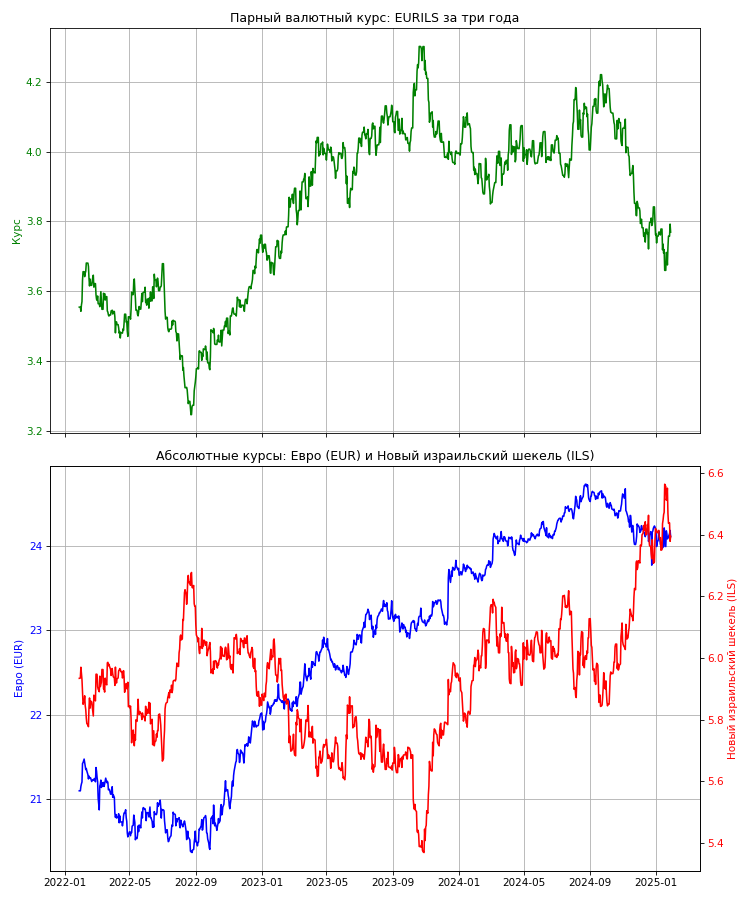 Парный валютный курс: EURILS за три года
4.2
4.0
3.8
3.6
3.4
3.2
Курс
Абсолютные курсы: Евро (EUR) и Новый израильский шекель (ILS)
24
23
22
21
Евро (EUR)
6.6
6.4
6.2
6.0
5.8
5.6
5.4
Новый израильский шекель (ILS)
2022-01 2022-05 2022-09 2023-01 2023-05 2023-09 2024-01 2024-05 2024-09 2025-01